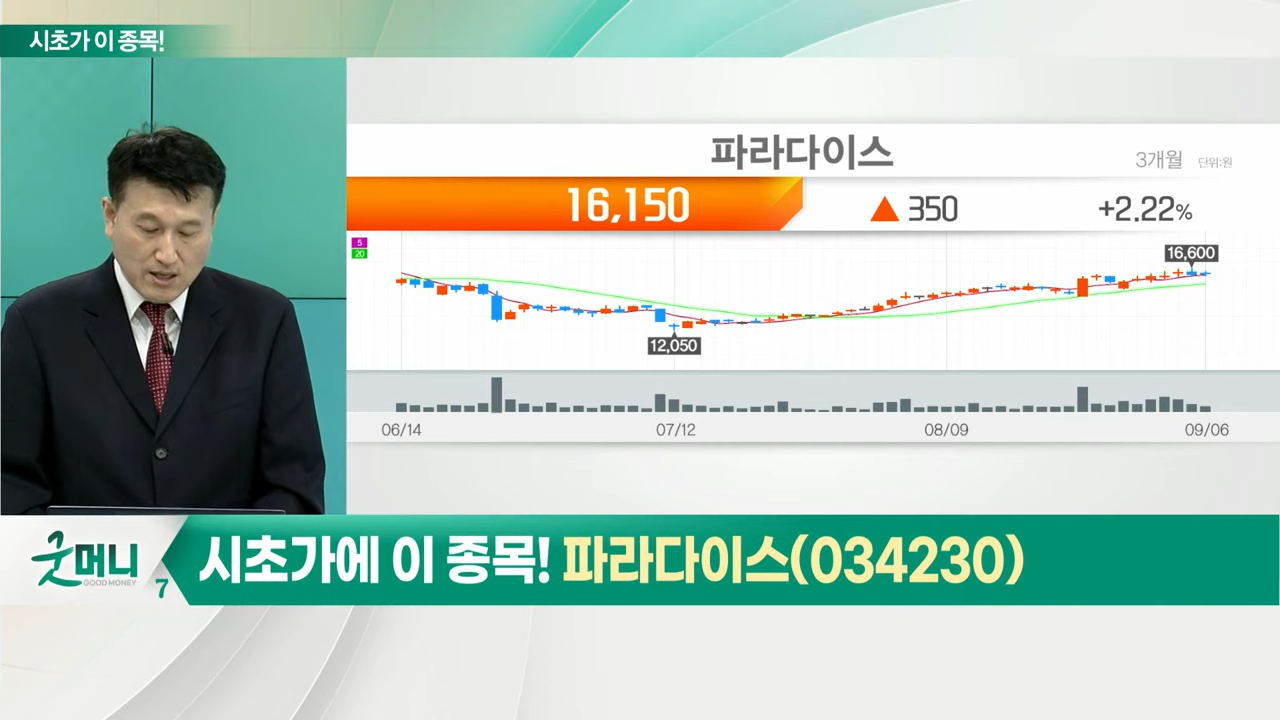 시초가 이 종목!
파라다이스
3개월 단위:원
16,150 ▲ 350 +2.22%
5
20
16,600
12,050
06/14 07/12 08/09 09/06
굿머니
GOOD MONEY
7
시초가에 이 종목! 파라다이스(034230)